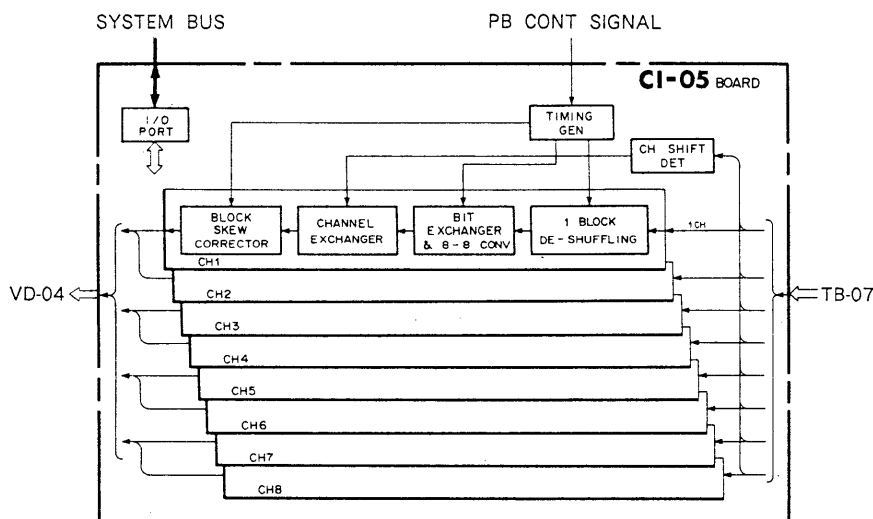 SYSTEM BUS
PB CONT SIGNAL
CI-05 BOARD
I/O
PORT
TIMING
GEN
CH SHIFT
DET
BLOCK
SKEW
CORRECTOR
CHANNEL
EXCHANGER
BIT
EXCHANGER
& 8-8 CONV
1 BLOCK
DE-SHUFFLING
1CH
CH1
CH2
CH3
CH4
CH5
CH6
CH7
CH8
VD-04
TB-07